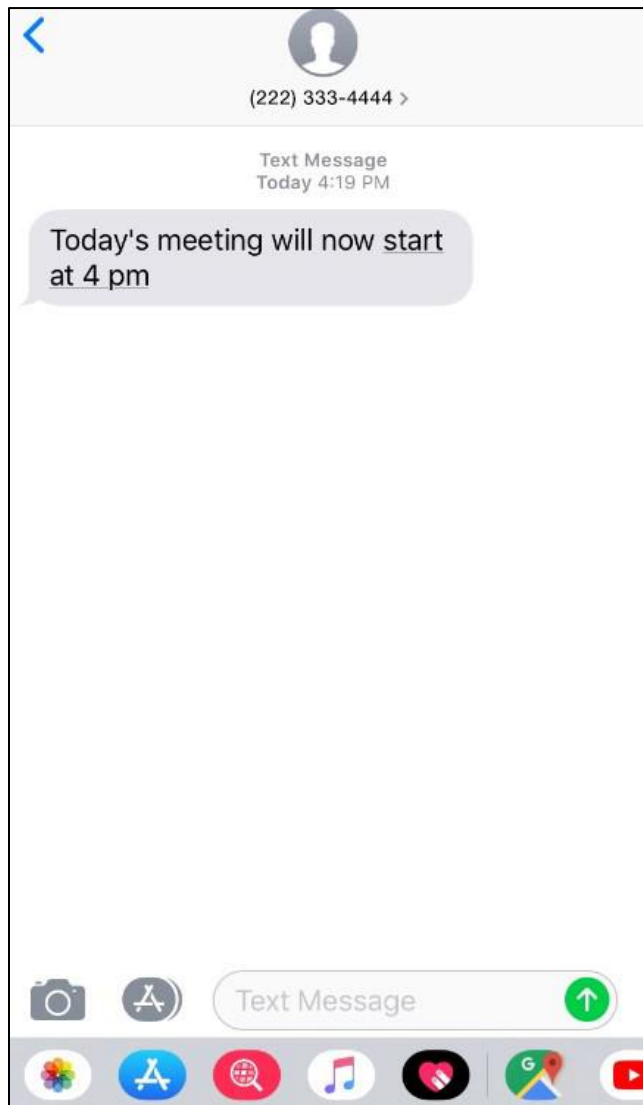 (222) 333-4444 >
Text Message
Today 4:19 PM
Today's meeting will now start
at 4 pm
Text Message
G